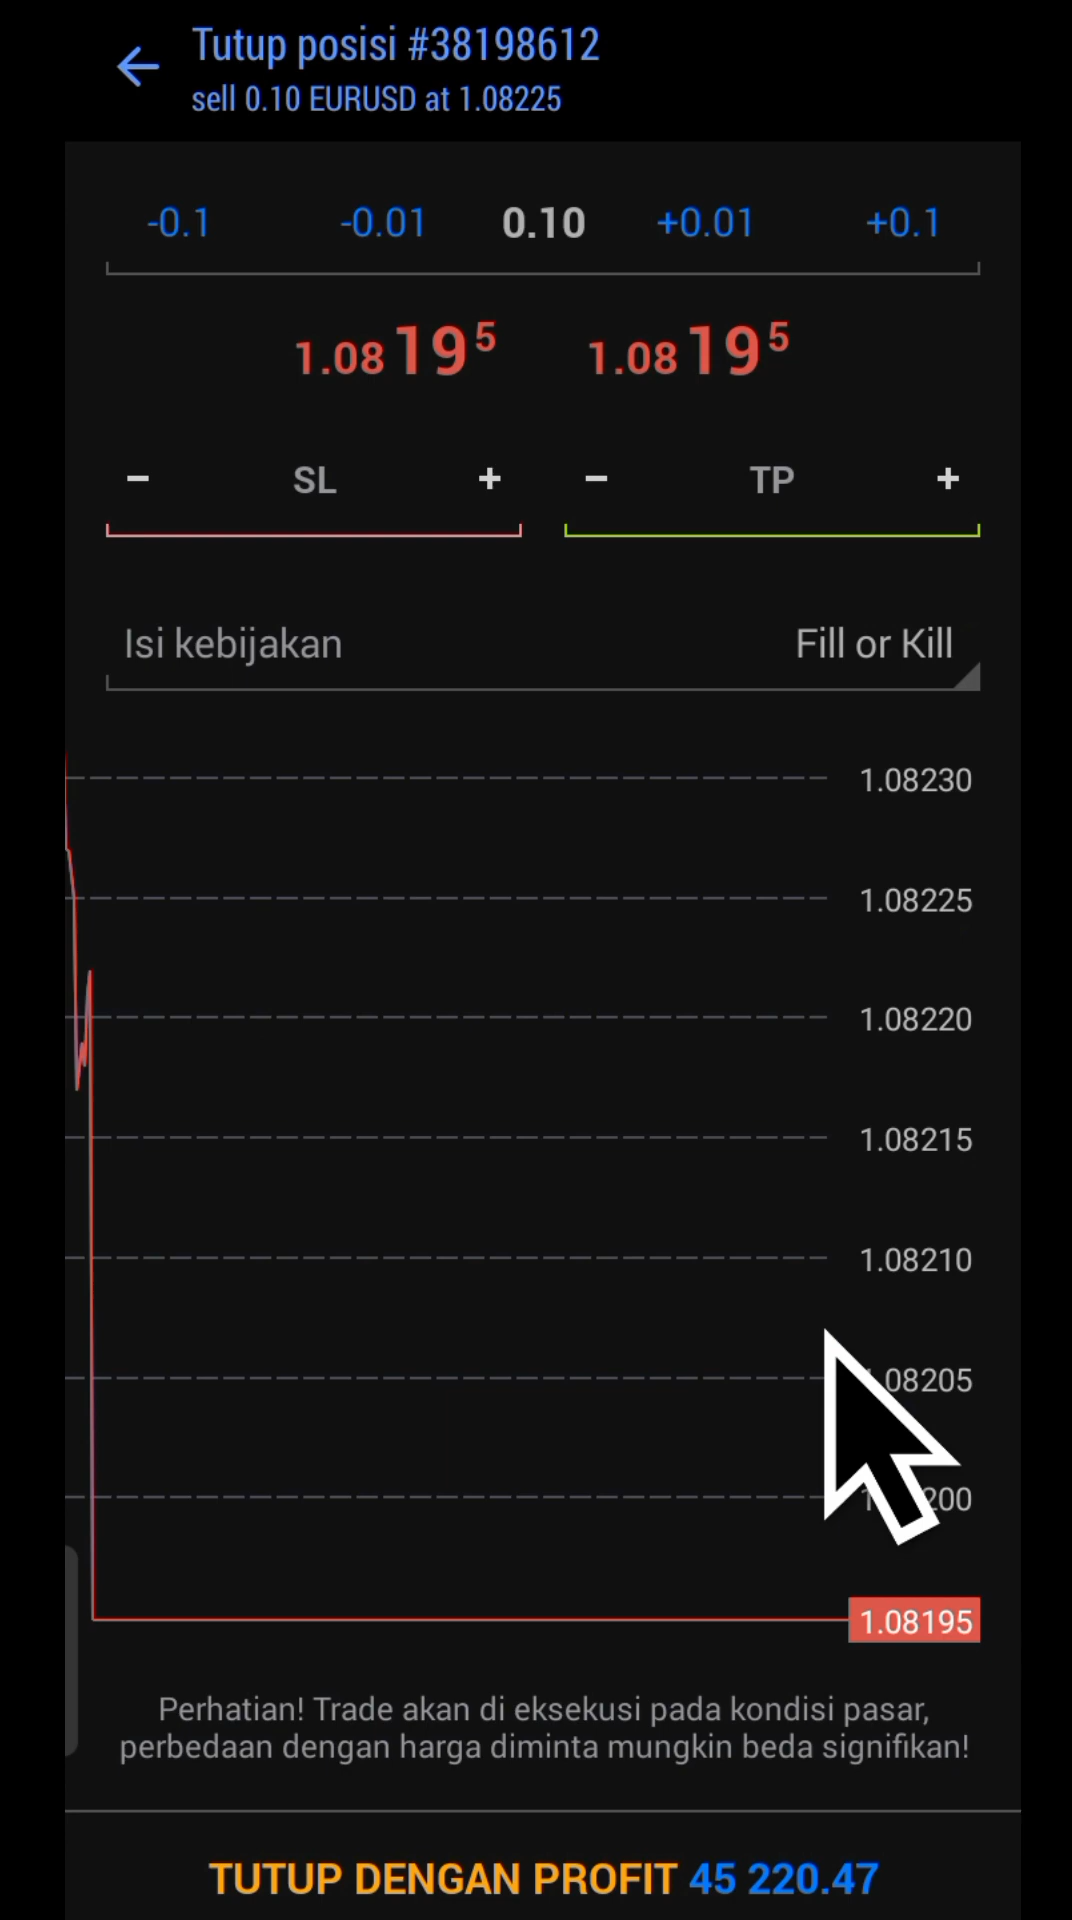 Tutup posisi #38198612
sell 0.10 EURUSD at 1.08225
-0.1 -0.01 0.10 +0.01 +0.1
1.08195 1.08195
− SL + − TP +
Isi kebijakan Fill or Kill
1.08230
1.08225
1.08220
1.08215
1.08210
08205
200
1.08195
Perhatian! Trade akan di eksekusi pada kondisi pasar,
perbedaan dengan harga diminta mungkin beda signifikan!
TUTUP DENGAN PROFIT 45 220.47